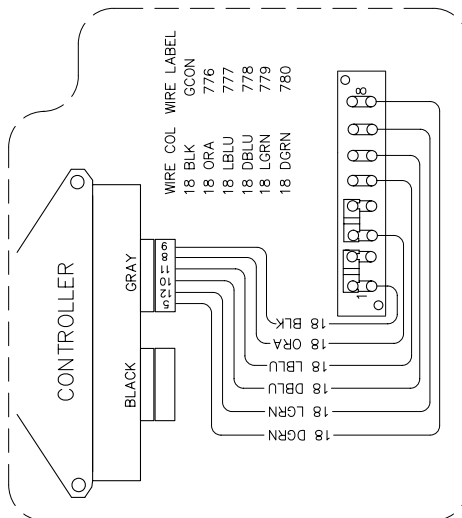 CONTROLLER
GRAY
BLACK
9
8
11
10
12
5
WIRE COL WIRE LABEL
18 BLK GCON
18 ORA 776
18 LBLU 777
18 DBLU 778
18 LGRN 779
18 DGRN 780
8
1
18 BLK
18 ORA
18 LBLU
18 DBLU
18 LGRN
18 DGRN